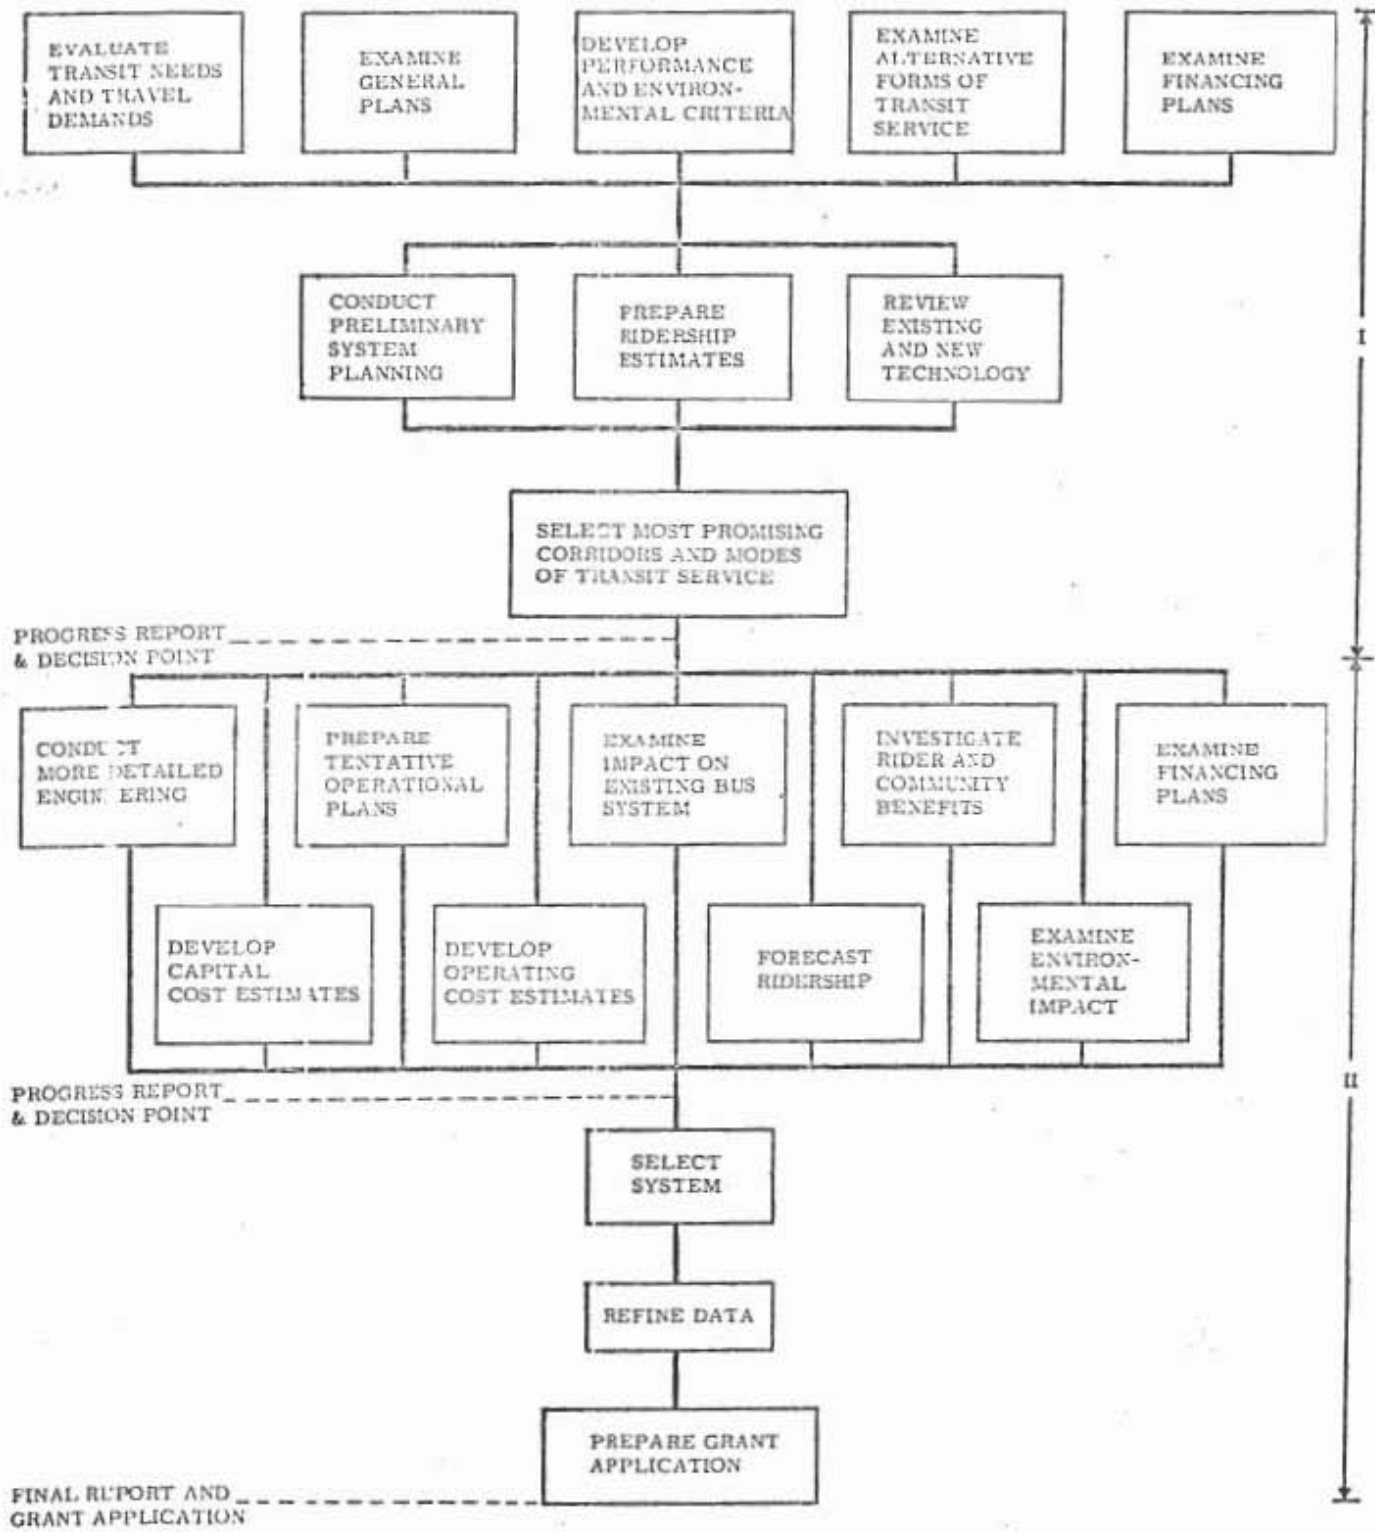 EVALUATE
TRANSIT NEEDS
AND TRAVEL
DEMANDS
EXAMINE
GENERAL
PLANS
DEVELOP
PERFORMANCE
AND ENVIRON-
MENTAL CRITERIA
EXAMINE
ALTERNATIVE
FORMS OF
TRANSIT
SERVICE
EXAMINE
FINANCING
PLANS
CONDUCT
PRELIMINARY
SYSTEM
PLANNING
PREPARE
RIDERSHIP
ESTIMATES
REVIEW
EXISTING
AND NEW
TECHNOLOGY
I
SELECT MOST PROMISING
CORRIDORS AND MODES
OF TRANSIT SERVICE
PROGRESS REPORT
& DECISION POINT
CONDUCT
MORE DETAILED
ENGINEERING
PREPARE
TENTATIVE
OPERATIONAL
PLANS
EXAMINE
IMPACT ON
EXISTING BUS
SYSTEM
INVESTIGATE
RIDER AND
COMMUNITY
BENEFITS
EXAMINE
FINANCING
PLANS
DEVELOP
CAPITAL
COST ESTIMATES
DEVELOP
OPERATING
COST ESTIMATES
FORECAST
RIDERSHIP
EXAMINE
ENVIRON-
MENTAL
IMPACT
II
PROGRESS REPORT
& DECISION POINT
SELECT
SYSTEM
REFINE DATA
PREPARE GRANT
APPLICATION
FINAL REPORT AND
GRANT APPLICATION